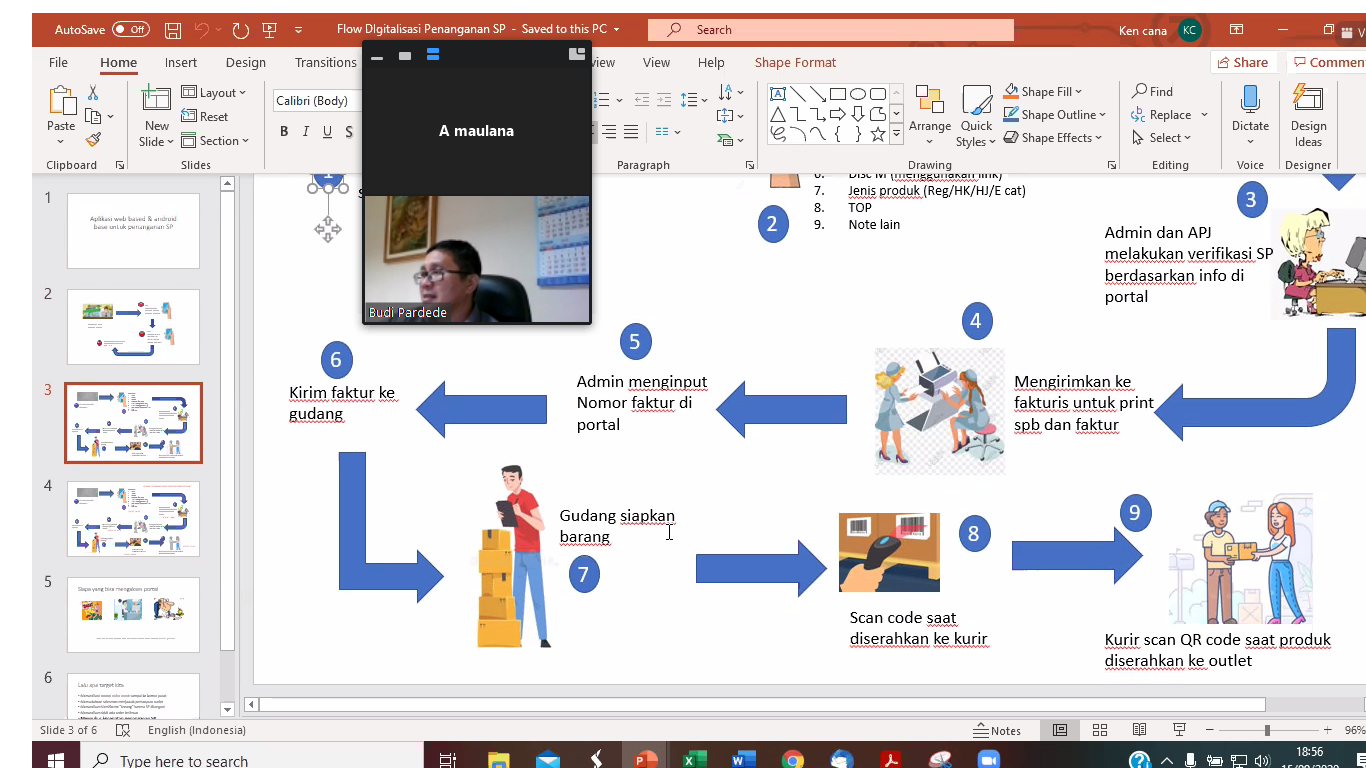 AutoSave Off
Flow DIgitalisasi Penanganan SP - Saved to this PC
Search
Ken cana KC
File Home Insert Design Transitions
View Help Shape Format
Share
Commen
Paste
Clipboard
New
Slide
Layout
Reset
Section
Slides
Calibri (Body)
B I U S
Paragraph
Arrange
Quick
Styles
Shape Fill
Shape Outline
Shape Effects
Drawing
Find
Replace
Select
Editing
Dictate
Voice
Design
Ideas
Designer
A maulana
Budi Pardede
1
Aplikasi web based & android
base untuk penanganan SP
2
3
4
5
Siapa yang bisa mengakses portal
6
Lalu apa target kita
1
2
6. Disc M (menggunakan link)
7. Jenis produk (Reg/HK/HJ/E cat)
8. TOP
9. Note lain
3
Admin dan APJ
melakukan verifikasi SP
berdasarkan info di
portal
4
Mengirimkan ke
fakturis untuk print
spb dan faktur
5
Admin menginput
Nomor faktur di
portal
6
Kirim faktur ke
gudang
Gudang siapkan
barang
7
8
Scan code saat
diserahkan ke kurir
9
Kurir scan QR code saat produk
diserahkan ke outlet
Slide 3 of 6
English (Indonesia)
Notes
96%
Type here to search
18:56
15/09/2020